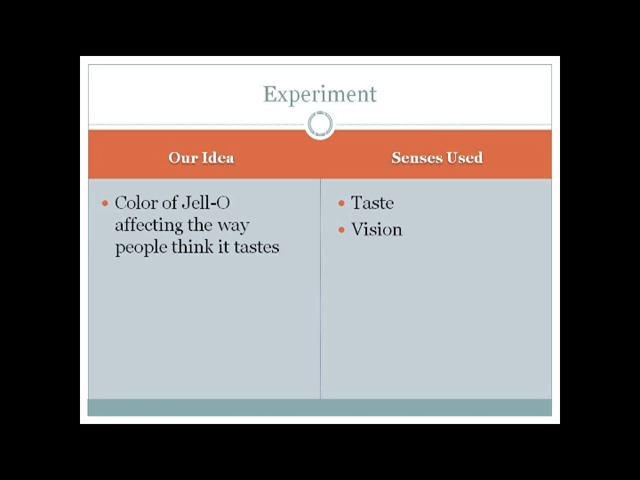 Experiment
Our Idea
Senses Used
Color of Jell-O
affecting the way
people think it tastes
Taste
Vision